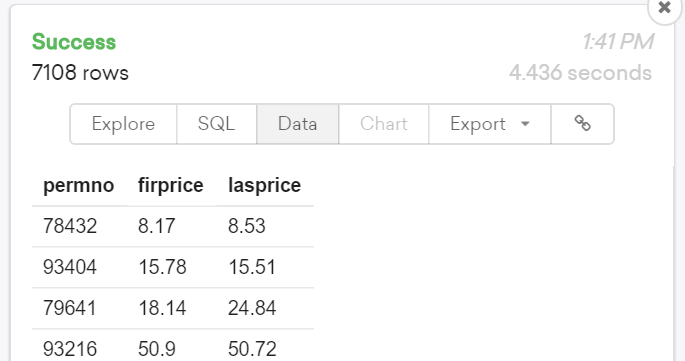 Success 1:41 PM
7108 rows 4.436 seconds
Explore SQL Data Chart Export
permno firprice lasprice
78432 8.17 8.53
93404 15.78 15.51
79641 18.14 24.84
93216 50.9 50.72